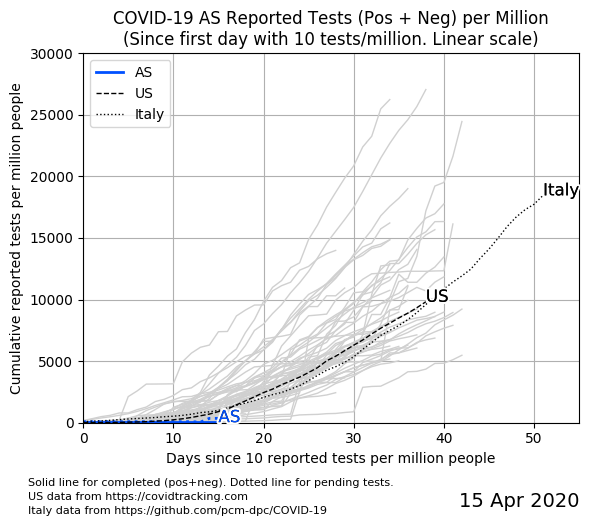 COVID-19 AS Reported Tests (Pos + Neg) per Million
(Since first day with 10 tests/million. Linear scale)
Cumulative reported tests per million people
30000
25000
20000
15000
10000
5000
0
AS
US
Italy
Italy
US
AS
0 10 20 30 40 50
Days since 10 reported tests per million people
Solid line for completed (pos+neg). Dotted line for pending tests.
US data from https://covidtracking.com
Italy data from https://github.com/pcm-dpc/COVID-19
15 Apr 2020